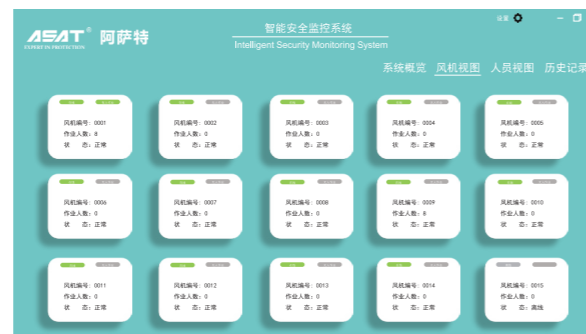 设置
ASAT® 阿萨特
EXPERT IN PROTECTION
智能安全监控系统
Intelligent Security Monitoring System
系统概览 风机视图 人员视图 历史记录
风机编号: 0001
作业人数: 8
状 态: 正常
风机编号: 0002
作业人数: 0
状 态: 正常
风机编号: 0003
作业人数: 0
状 态: 正常
风机编号: 0004
作业人数: 0
状 态: 正常
风机编号: 0005
作业人数: 0
状 态: 正常
风机编号: 0006
作业人数: 0
状 态: 正常
风机编号: 0007
作业人数: 0
状 态: 正常
风机编号: 0008
作业人数: 0
状 态: 正常
风机编号: 0009
作业人数: 8
状 态: 正常
风机编号: 0010
作业人数: 0
状 态: 正常
风机编号: 0011
作业人数: 0
状 态: 正常
风机编号: 0012
作业人数: 0
状 态: 正常
风机编号: 0013
作业人数: 0
状 态: 正常
风机编号: 0014
作业人数: 0
状 态: 正常
风机编号: 0015
作业人数: 0
状 态: 离线